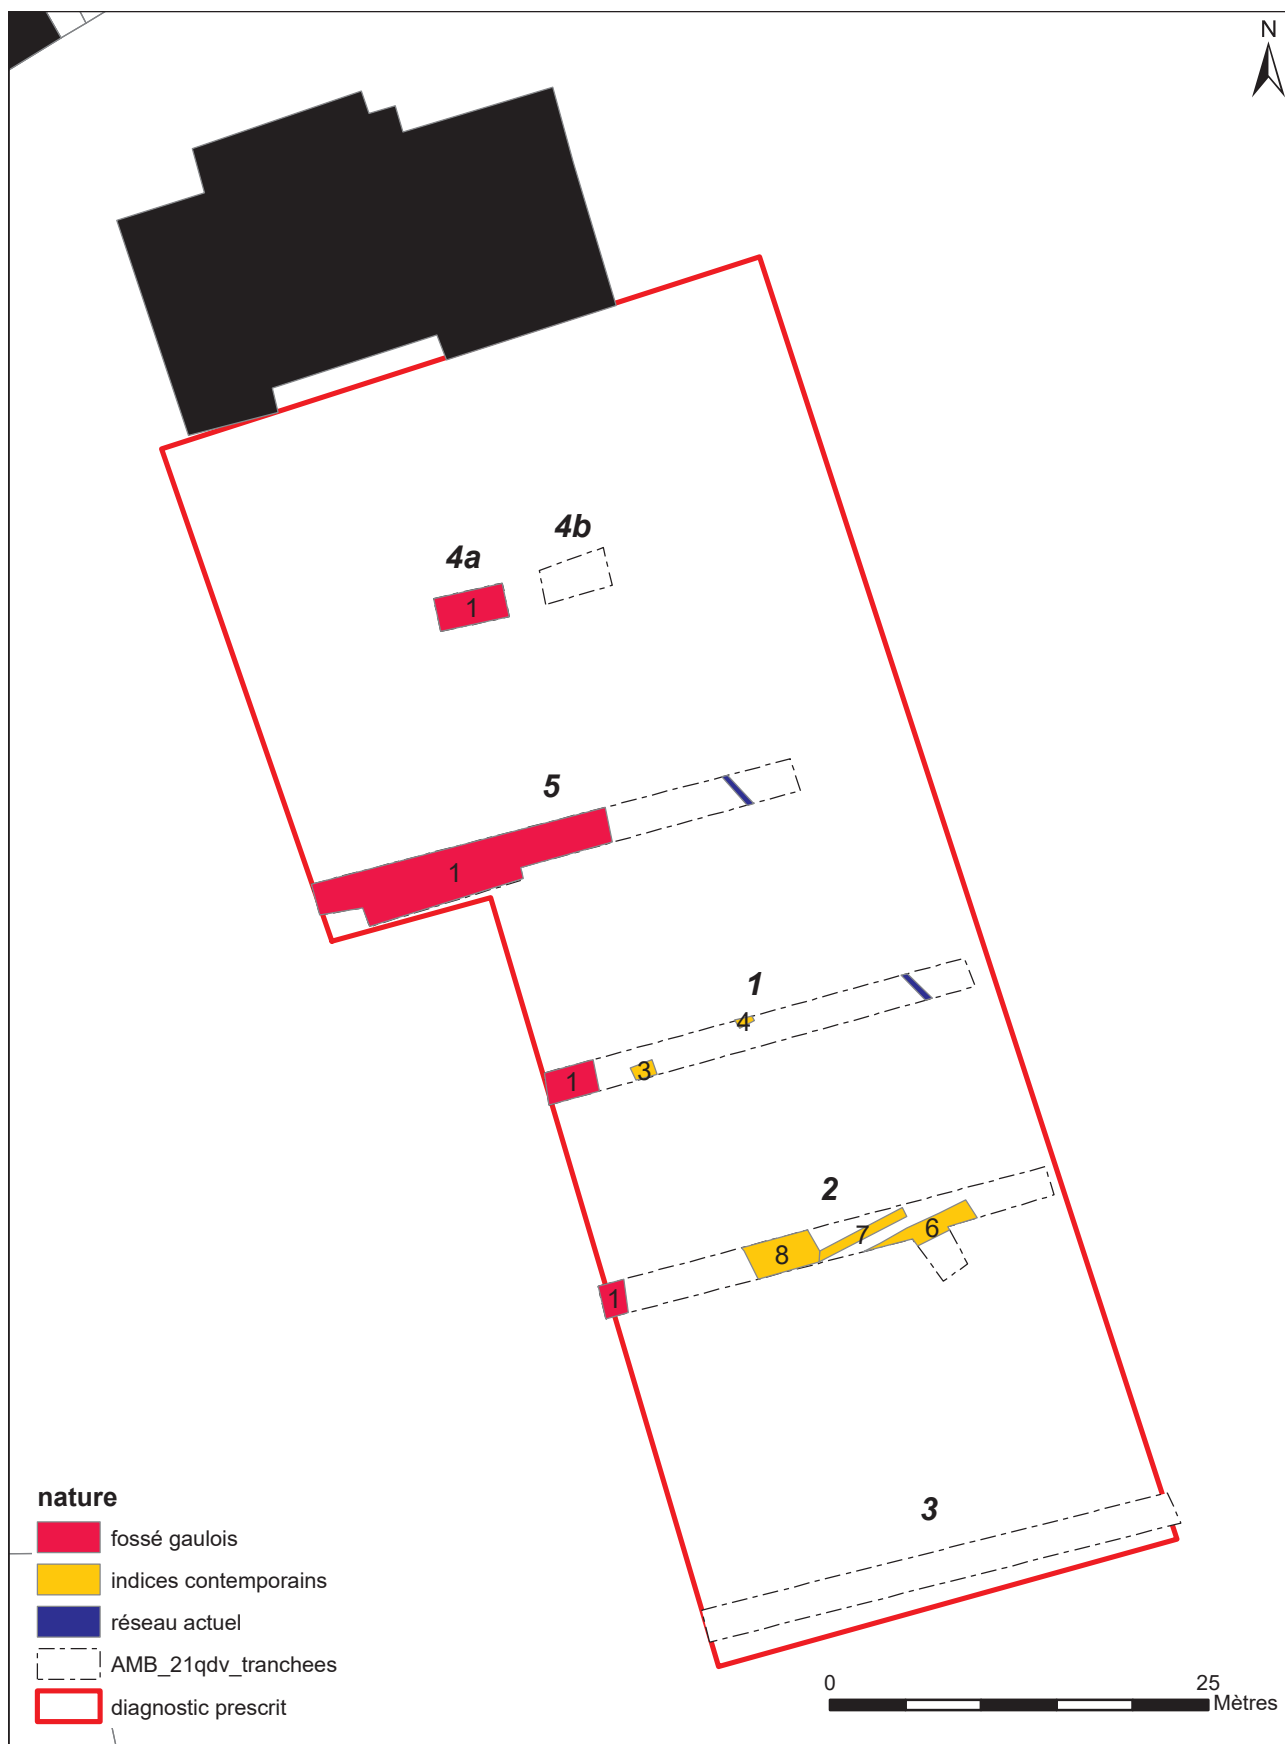 N
4b
4a
1
5
1
1
4
3
1
2
7
6
8
1
3
nature
fossé gaulois
indices contemporains
réseau actuel
AMB_21qdv_tranchees
diagnostic prescrit
0 25
Mètres